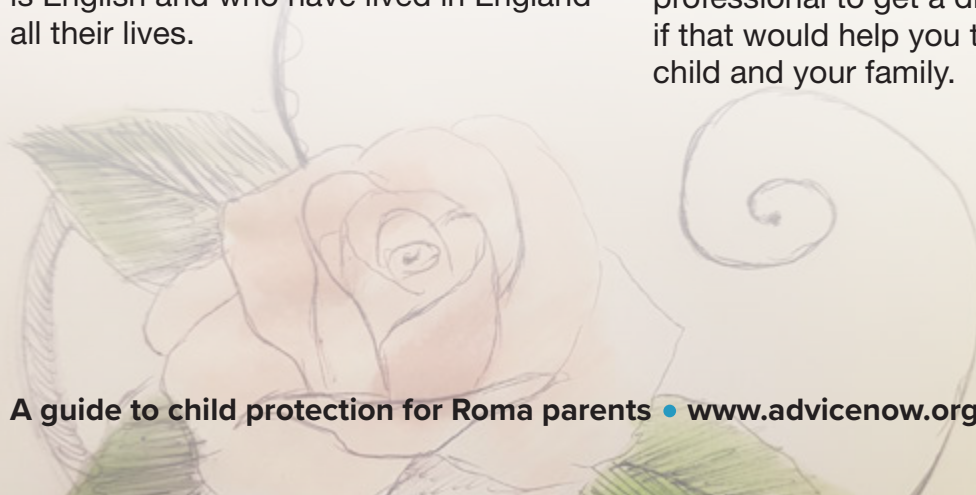 is English and who have lived in England
all their lives.
professional to get a di
if that would help you t
child and your family.
A guide to child protection for Roma parents • www.advicenow.org